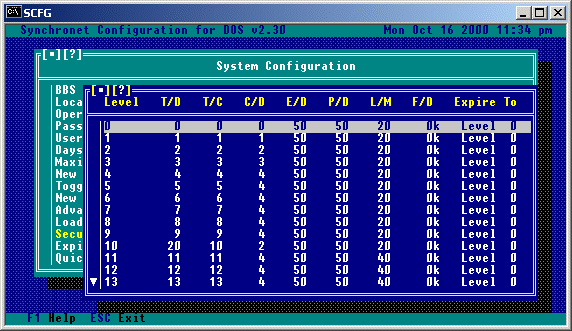 SCFG
Synchronet Configuration for DOS v2.30 Mon Oct 16 2000 11:34 pm
[▪][?]
System Configuration
[▪][?]
Level T/D T/C C/D E/D P/D L/M F/D Expire To
BBS
Loca
Oper
Pass 0 0 0 0 50 50 20 0k Level 0
User 1 1 1 1 50 50 20 0k Level 0
Days 2 2 2 2 50 50 20 0k Level 0
Maxi 3 3 3 3 50 50 20 0k Level 0
New 4 4 4 4 50 50 20 0k Level 0
Togg 5 5 5 4 50 50 20 0k Level 0
New 6 6 6 4 50 50 20 0k Level 0
Adva 7 7 7 4 50 50 20 0k Level 0
Load 8 8 8 4 50 50 20 0k Level 0
Secu 9 9 9 4 50 50 20 0k Level 0
Expi 10 20 10 2 50 50 20 0k Level 0
Quic 11 11 11 4 50 50 40 0k Level 0
12 12 12 4 50 50 40 0k Level 0
▼ 13 13 13 4 50 50 40 0k Level 0
F1 Help ESC Exit